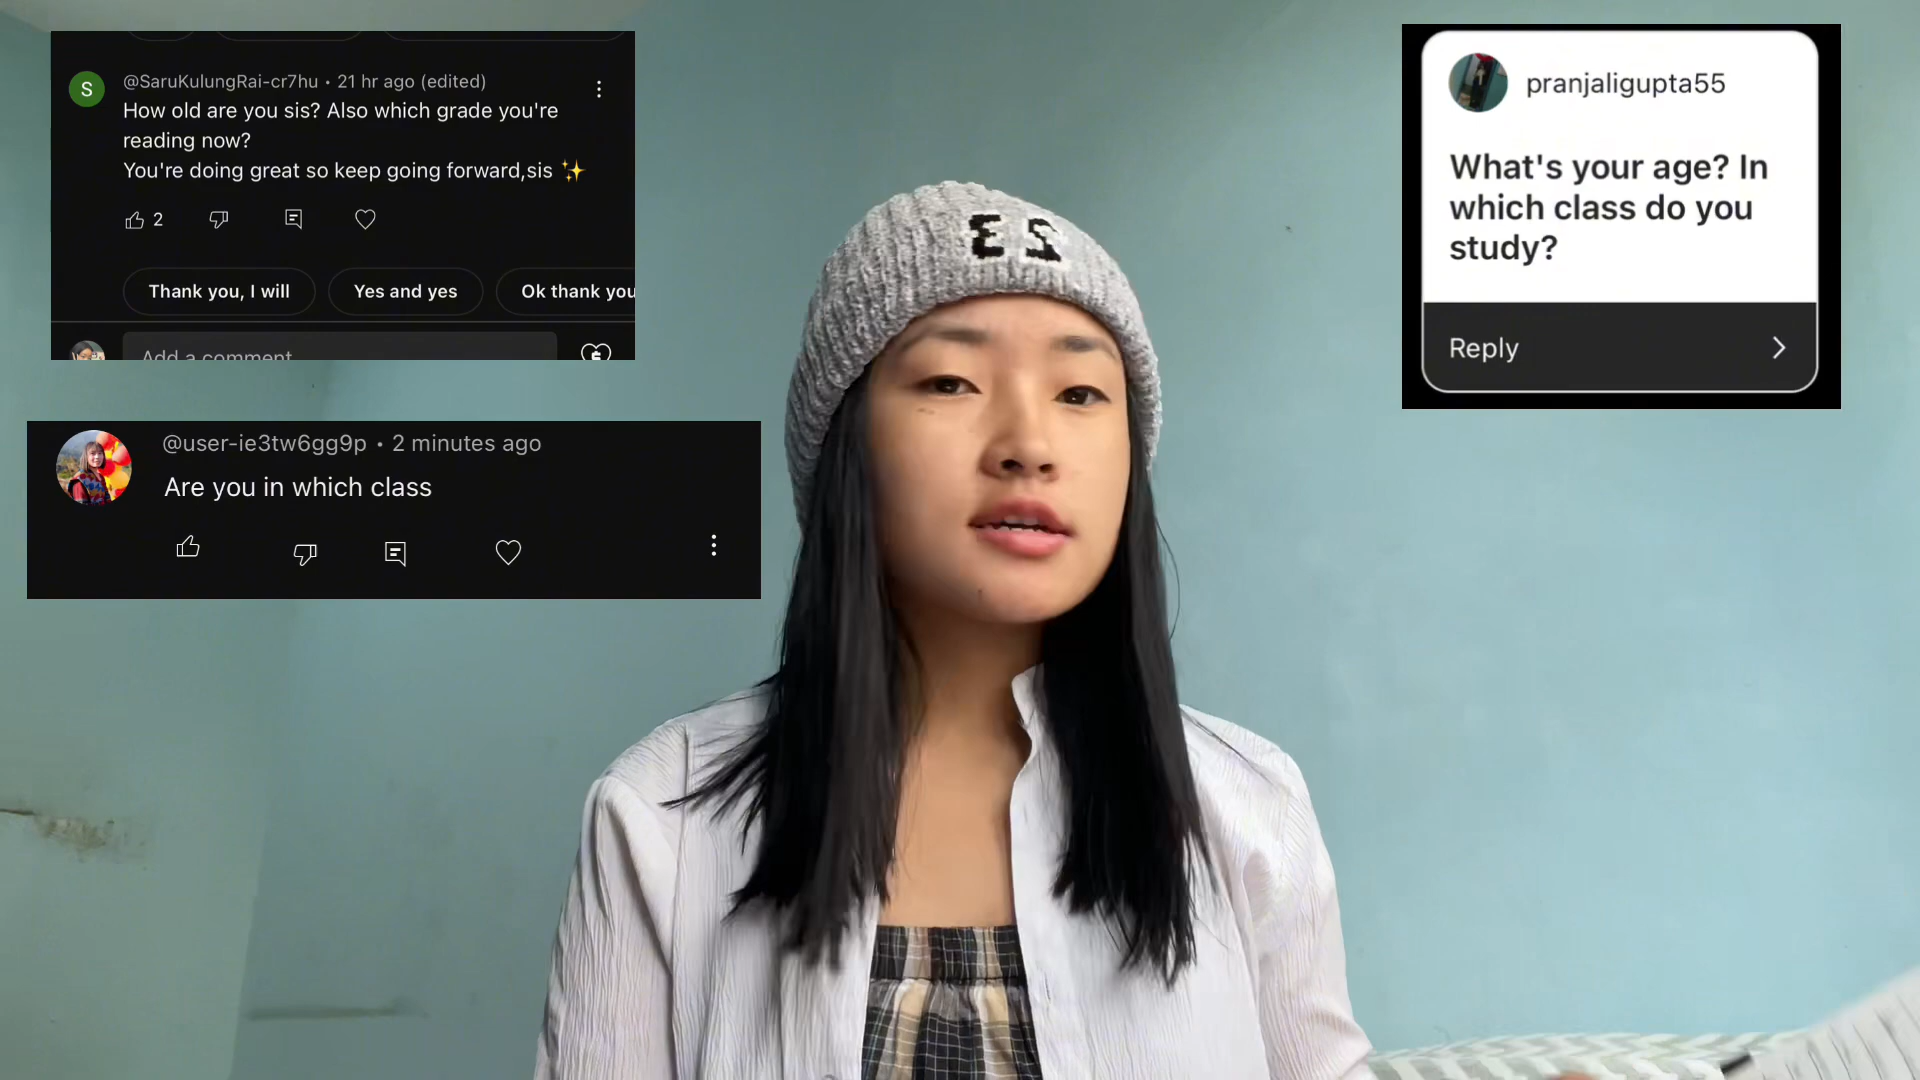 @SaruKulungRai-cr7hu • 21 hr ago (edited)
How old are you sis? Also which grade you're
reading now?
You're doing great so keep going forward,sis ✨
2
Thank you, I will
Yes and yes
Ok thank you
Add a comment
@user-ie3tw6gg9p • 2 minutes ago
Are you in which class
pranjaligupta55
What's your age? In
which class do you
study?
Reply
S